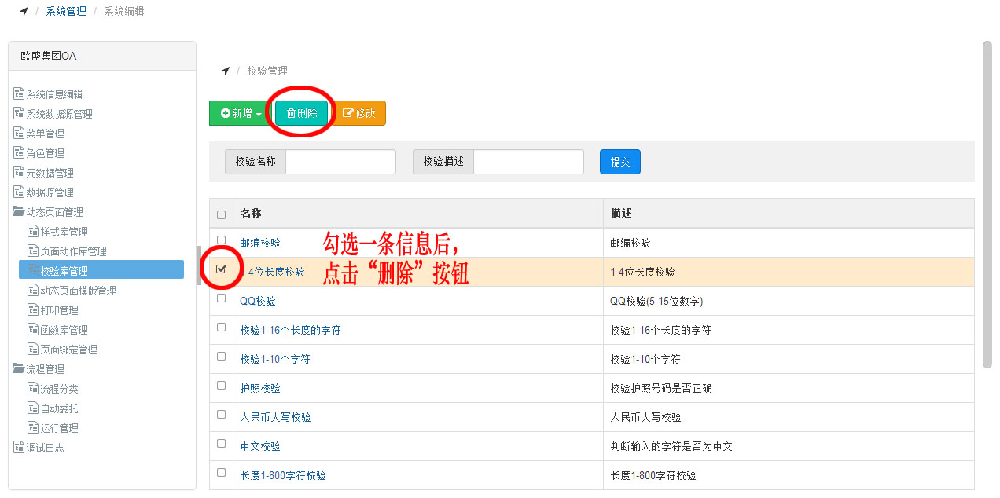 / 系统管理 / 系统编辑
欧盛集团OA
系统信息编辑
系统数据源管理
菜单管理
角色管理
元数据管理
数据源管理
动态页面管理
样式库管理
页面动作库管理
校验库管理
动态页面模版管理
打印管理
函数库管理
页面绑定管理
流程管理
流程分类
自动委托
运行管理
调试日志
/ 校验管理
新增 删除 修改
校验名称 校验描述 提交
名称 描述
邮编校验 邮编校验
-4位长度校验 1-4位长度校验
QQ校验 QQ校验(5-15位数字)
校验1-16个长度的字符 校验1-16个长度的字符
校验1-10个字符 校验1-10个字符
护照校验 校验护照号码是否正确
人民币大写校验 人民币大写校验
中文校验 判断输入的字符是否为中文
长度1-800字符校验 长度1-800字符校验
勾选一条信息后，
点击“删除”按钮